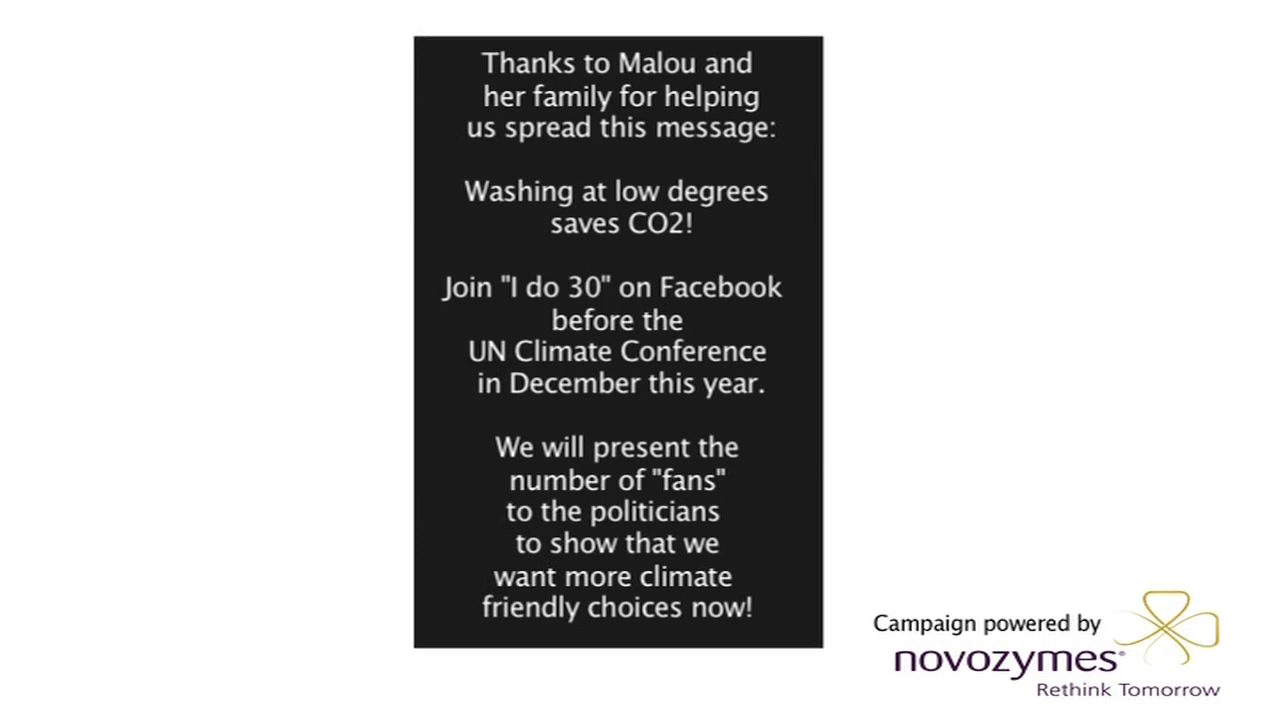 Thanks to Malou and
her family for helping
us spread this message:
Washing at low degrees
saves CO2!
Join "I do 30" on Facebook
before the
UN Climate Conference
in December this year.
We will present the
number of "fans"
to the politicians
to show that we
want more climate
friendly choices now!
Campaign powered by
novozymes®
Rethink Tomorrow